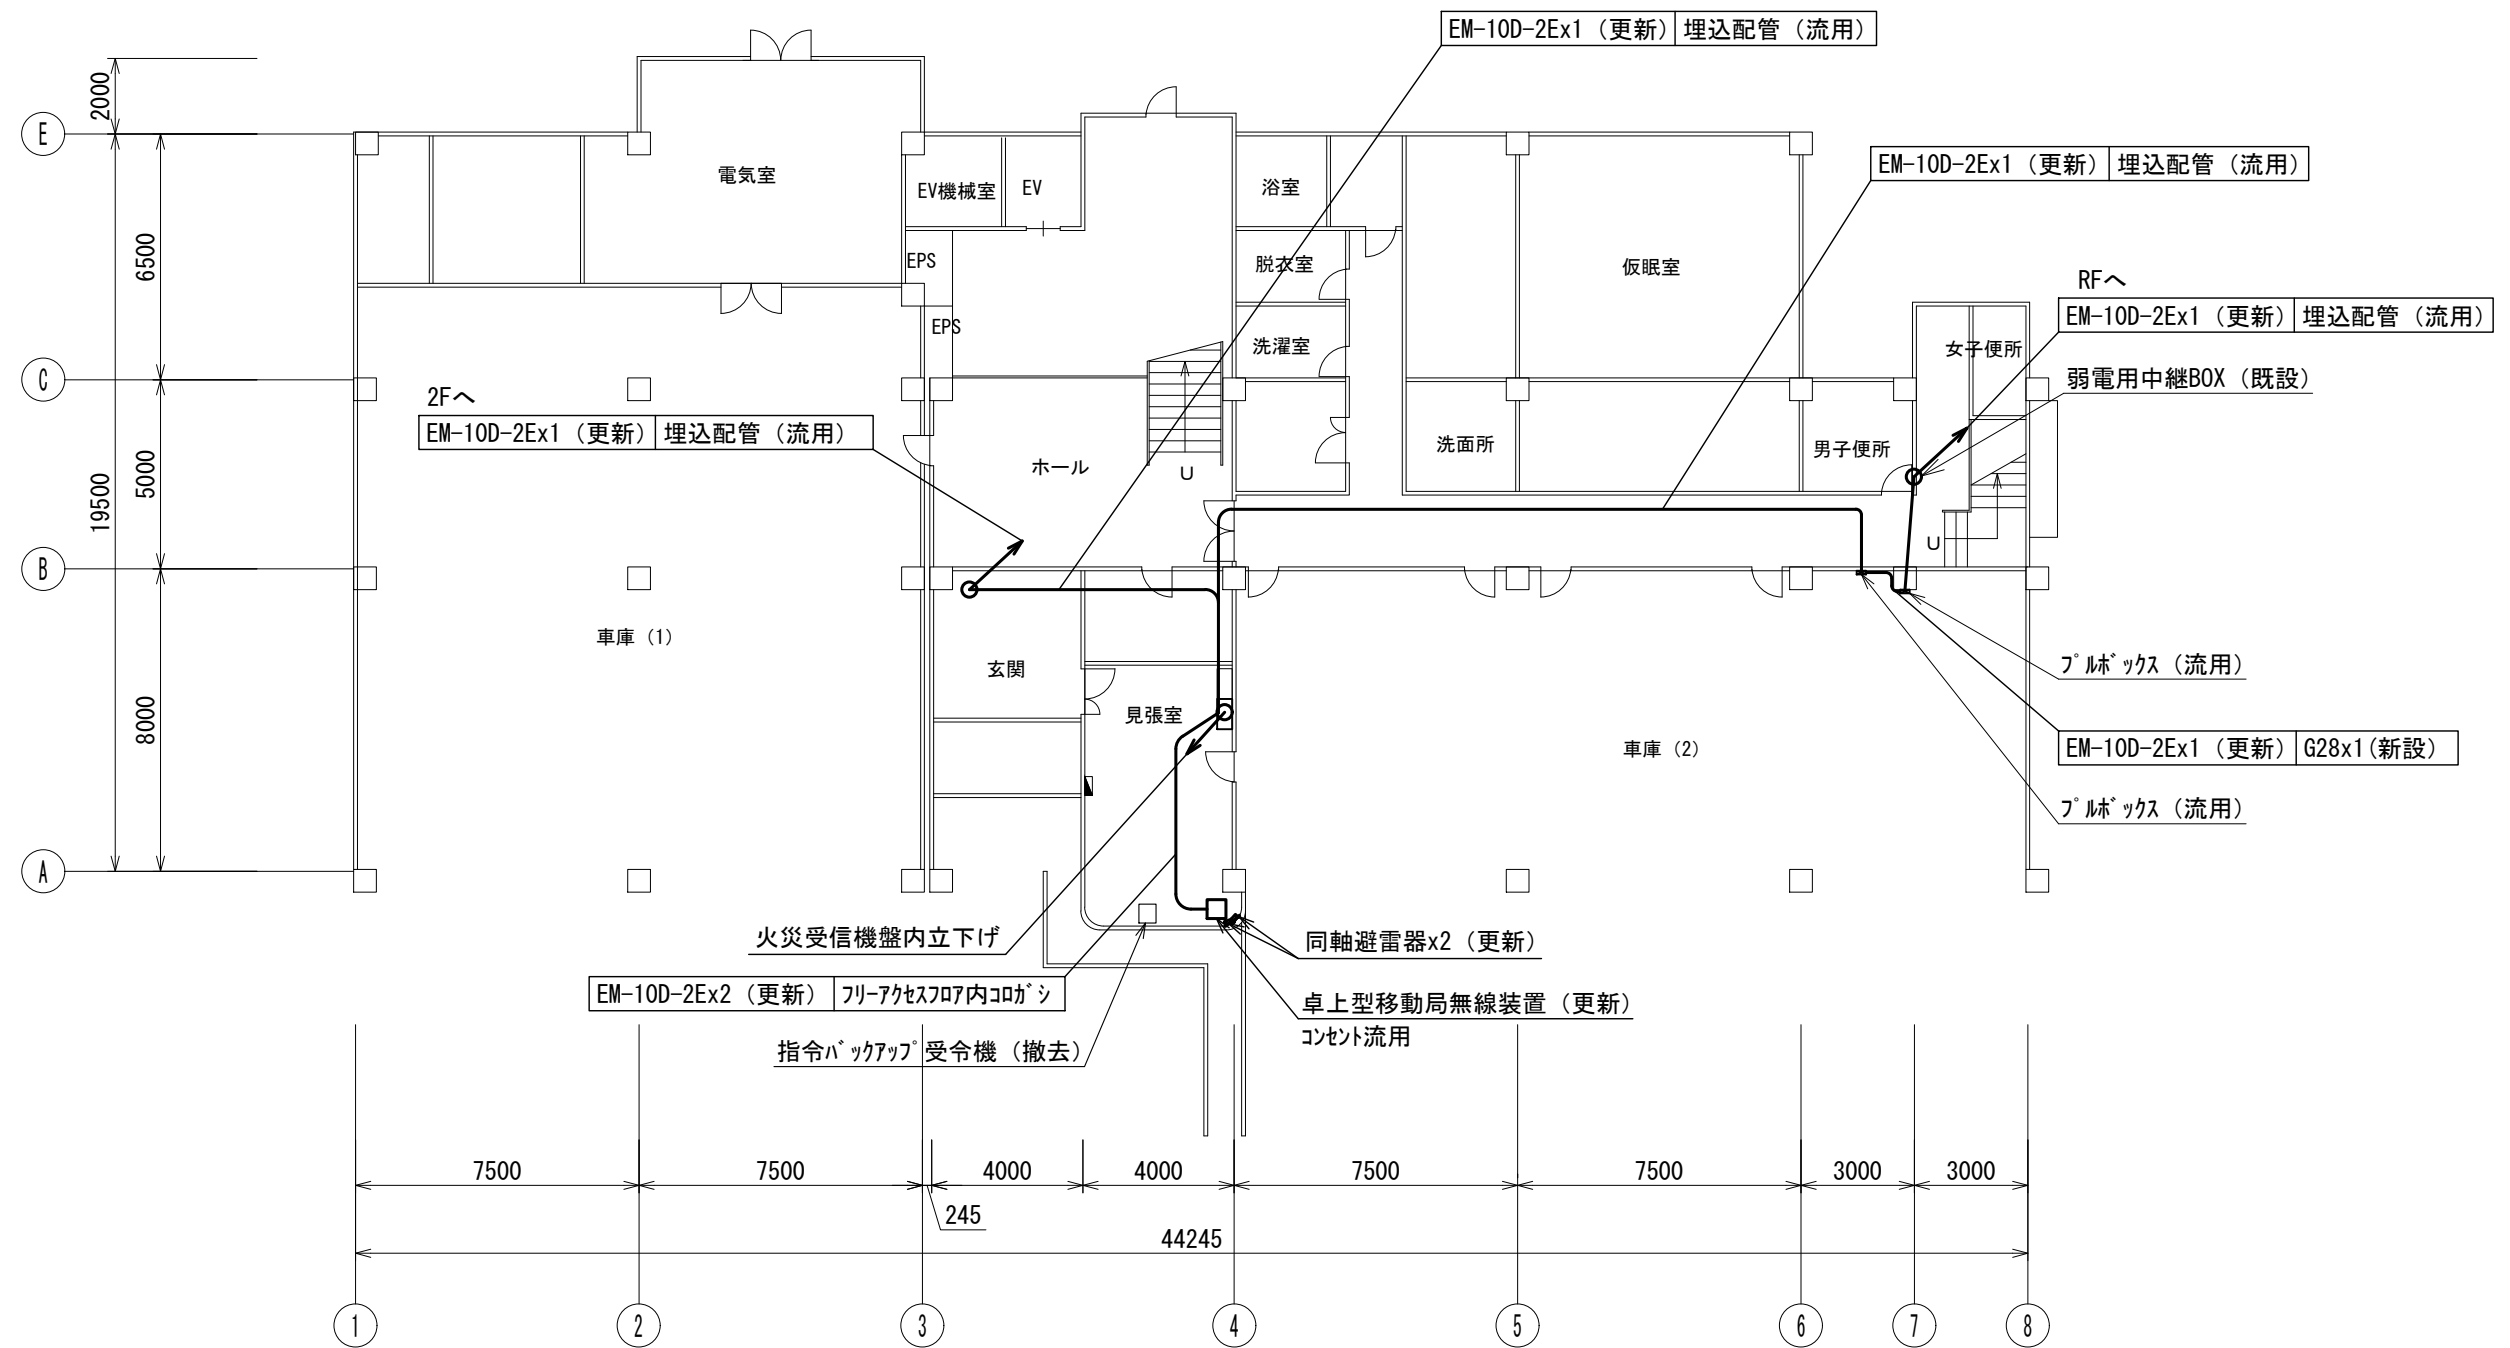 EM-10D-2Ex1（更新） 埋込配管（流用）
EM-10D-2Ex1（更新） 埋込配管（流用）
RFへ
EM-10D-2Ex1（更新） 埋込配管（流用）
弱電用中継BOX（既設）
2Fへ
EM-10D-2Ex1（更新） 埋込配管（流用）
電気室
EV機械室
EV
EPS
EPS
浴室
脱衣室
洗濯室
仮眠室
女子便所
洗面所
男子便所
ホール
U
U
車庫（1）
玄関
見張室
車庫（2）
ﾌﾟﾙﾎﾞｯｸｽ（流用）
EM-10D-2Ex1（更新） G28x1(新設）
ﾌﾟﾙﾎﾞｯｸｽ（流用）
火災受信機盤内立下げ
EM-10D-2Ex2（更新） ﾌﾘｰｱｸｾｽﾌﾛｱ内ｺﾛｶﾞｼ
指令ﾊﾞｯｸｱｯﾌﾟ受令機（撤去）
同軸避雷器x2（更新）
卓上型移動局無線装置（更新）
ｺﾝｾﾝﾄ流用
E
C
B
A
2000
6500
5000
8000
19500
7500
7500
245
4000
4000
7500
7500
3000
3000
44245
1
2
3
4
5
6
7
8